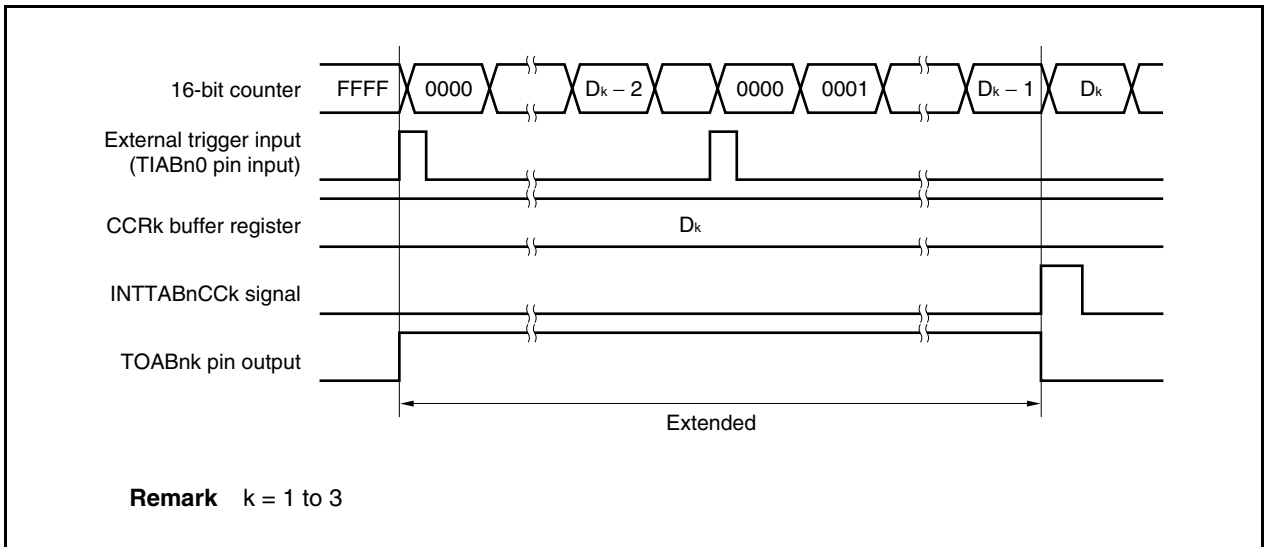 16-bit counter FFFF 0000 Dk − 2 0000 0001 Dk − 1 Dk
External trigger input
(TIABn0 pin input)
CCRk buffer register Dk
INTTABnCCk signal
TOABnk pin output
Extended
Remark k = 1 to 3